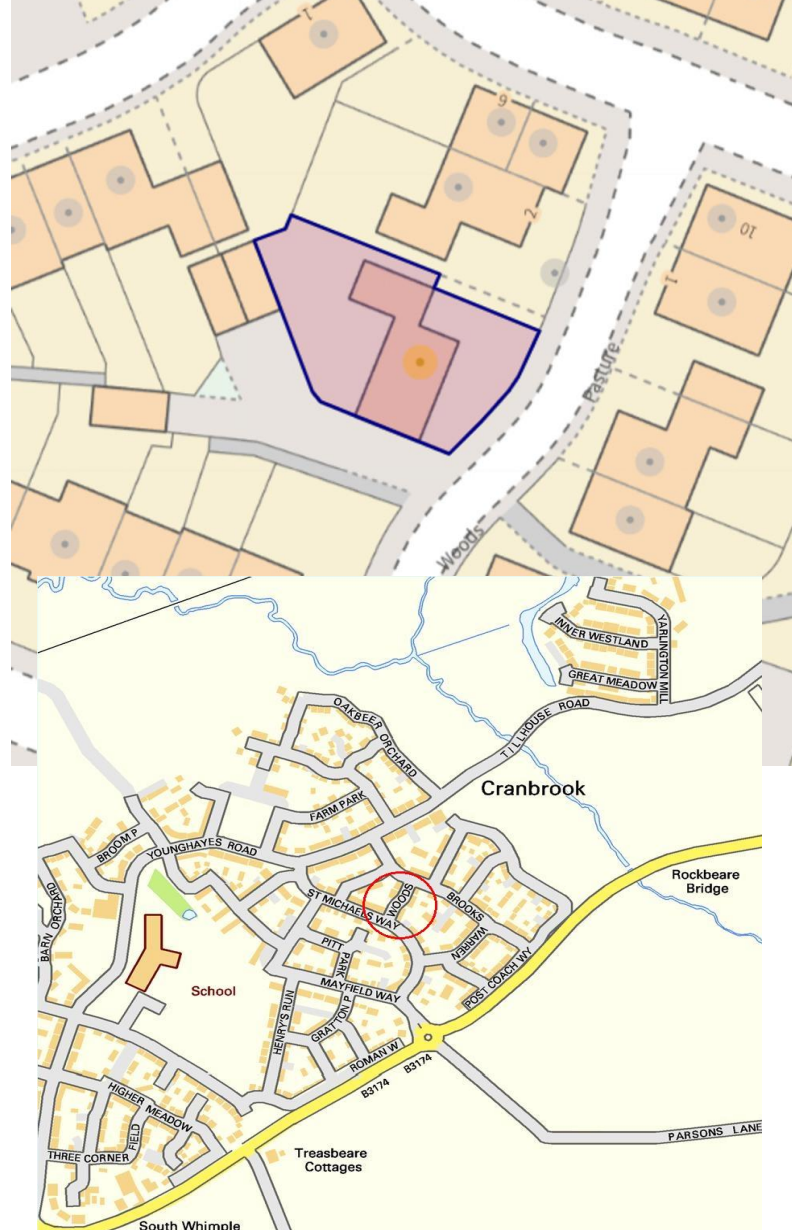 1
6
2
10
1
Pasture
Woods
INNER WESTLAND
GREAT MEADOW
YARLINGTON MILL
TILLHOUSE ROAD
OAKBEER ORCHARD
Cranbrook
FARM PARK
BROOM P
YOUNGHAYES ROAD
Rockbeare
Bridge
BARN ORCHARD
ST MICHAELS WAY
WOODS
BROOKS
WARREN
PITT PARK
School
POST COACH WY
MAYFIELD WAY
HENRY'S RUN
GRATTON P
ROMAN W
B3174
B3174
HIGHER MEADOW
PARSONS LANE
THREE CORNER FIELD
Treasbeare
Cottages
South Whimple